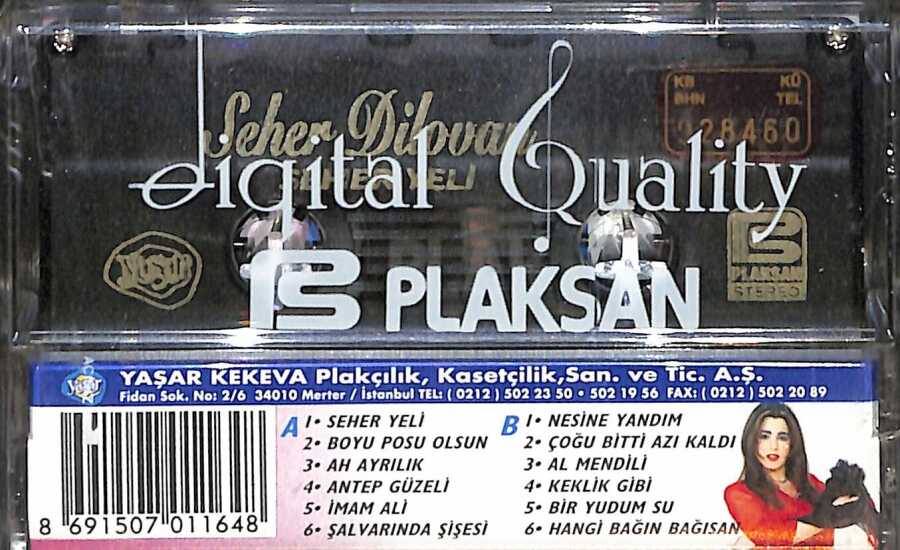 Digital Quality
Seher Dilovan
SEHER YELİ
KB KÜ
BHN TEL
028460
Yaşar
PLAKSAN
PLAKSAN
STEREO
Yaşar
YAŞAR KEKEVA Plakçılık, Kasetçilik,San. ve Tic. A.Ş.
Fidan Sok. No: 2/6 34010 Merter / İstanbul TEL: ( 0212 ) 502 23 50 • 502 19 56 FAX: ( 0212 ) 502 20 89
A
1• SEHER YELİ
2• BOYU POSU OLSUN
3• AH AYRILIK
4• ANTEP GÜZELİ
5• İMAM ALİ
6• ŞALVARINDA ŞİŞESİ
B
1• NESİNE YANDIM
2• ÇOĞU BİTTİ AZI KALDI
3• AL MENDİLİ
4• KEKLİK GİBİ
5• BİR YUDUM SU
6• HANGİ BAĞIN BAĞISAN
8 691507 011648